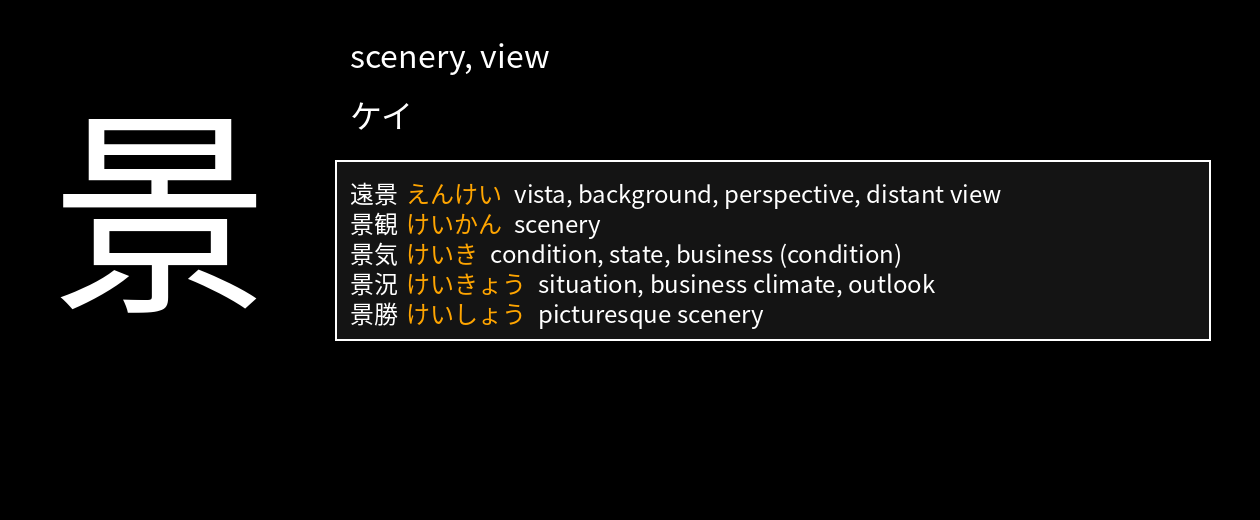 景
scenery, view
ケイ
遠景 えんけい vista, background, perspective, distant view
景観 けいかん scenery
景気 けいき condition, state, business (condition)
景況 けいきょう situation, business climate, outlook
景勝 けいしょう picturesque scenery